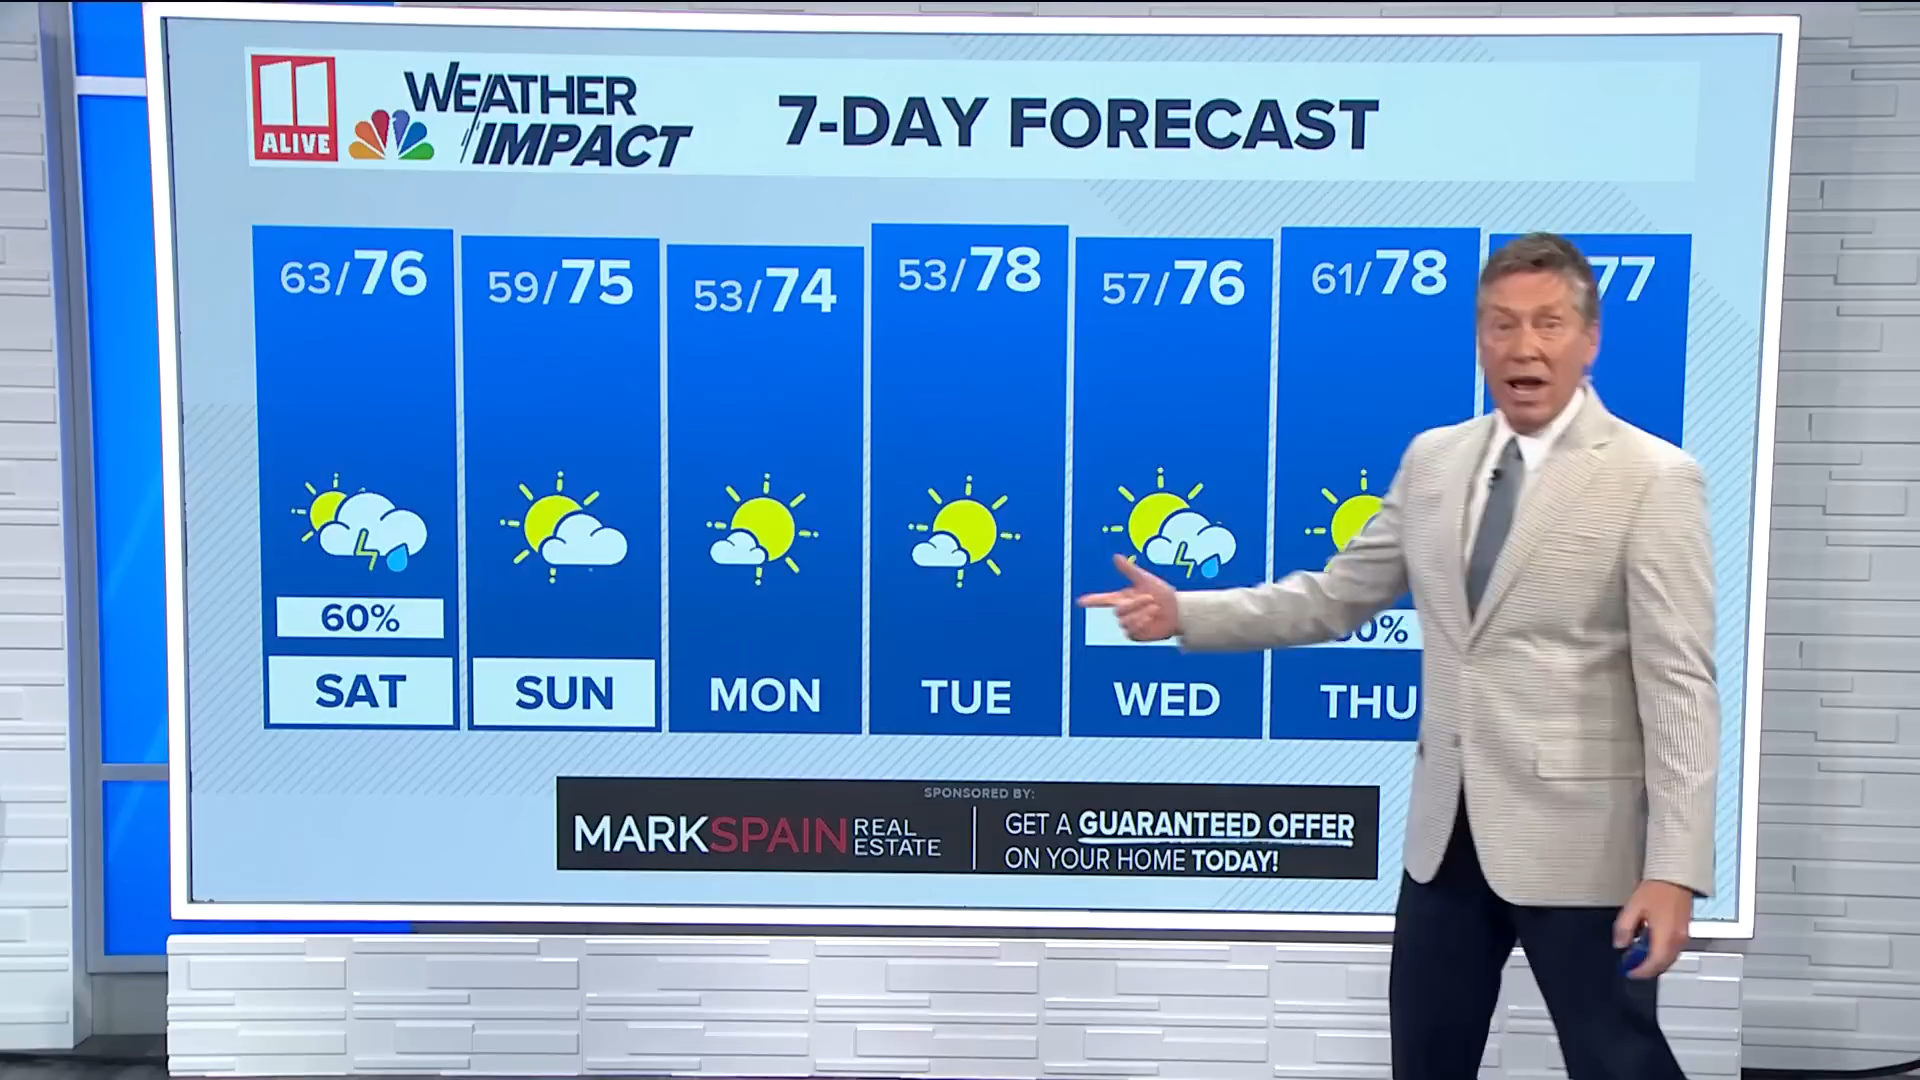 11
ALIVE
WEATHER
IMPACT
7-DAY FORECAST
63/76
59/75
53/74
53/78
57/76
61/78
77
60%
SAT
SUN
MON
TUE
WED
THU
SPONSORED BY:
MARKSPAIN REAL ESTATE
GET A GUARANTEED OFFER
ON YOUR HOME TODAY!